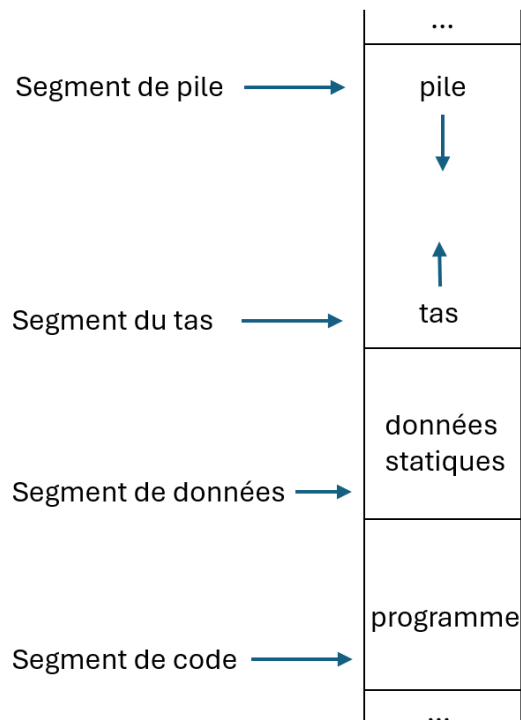 ...
Segment de pile
pile
Segment du tas
tas
données
statiques
Segment de données
programme
Segment de code
...